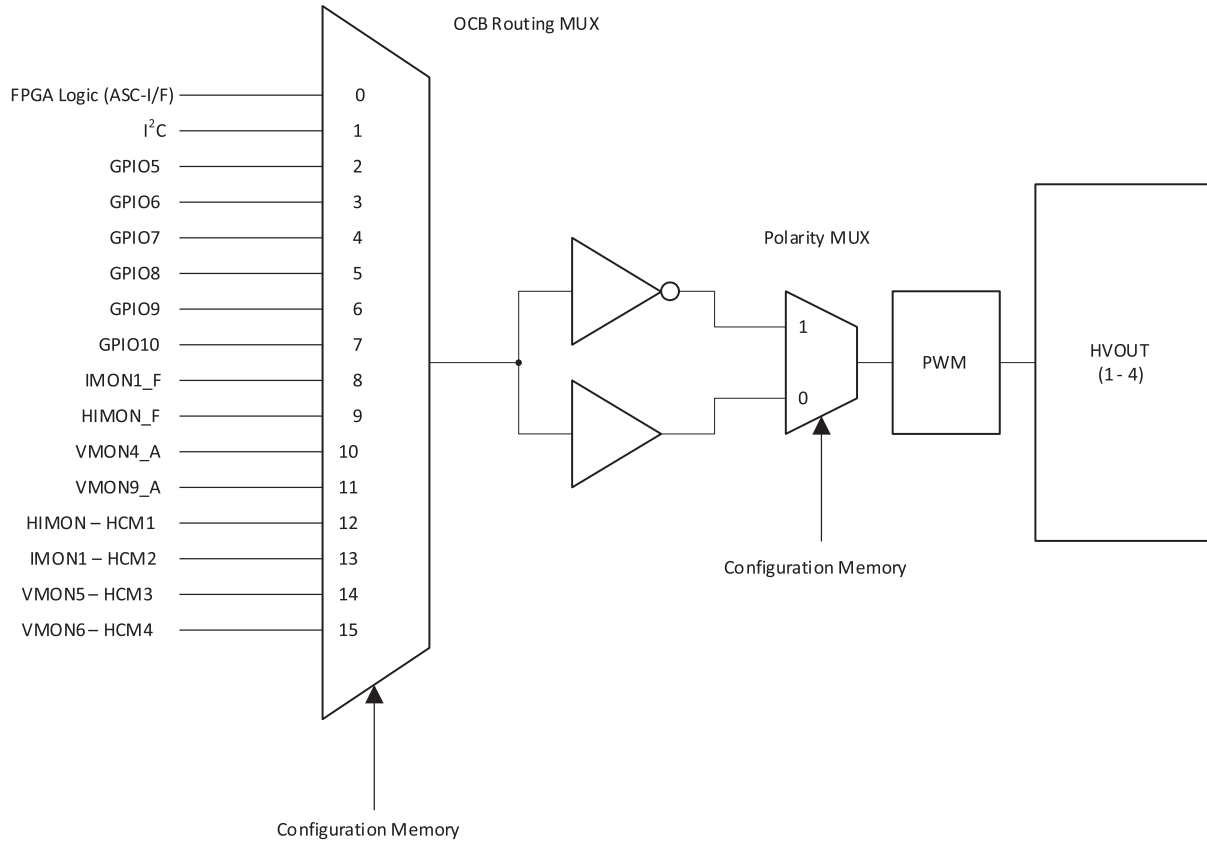 OCB Routing MUX
FPGA Logic (ASC-I/F) 0
I²C 1
GPIO5 2
GPIO6 3
GPIO7 4
GPIO8 5
GPIO9 6
GPIO10 7
IMON1_F 8
HIMON_F 9
VMON4_A 10
VMON9_A 11
HIMON – HCM1 12
IMON1 – HCM2 13
VMON5 – HCM3 14
VMON6 – HCM4 15
Configuration Memory
Polarity MUX
1
0
Configuration Memory
PWM
HVOUT
(1 - 4)